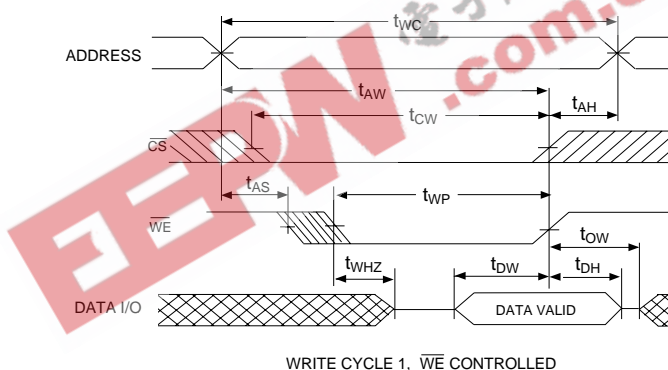 tWC
ADDRESS
tAW
tCW
tAH
CS
tAS
tWP
WE
tOW
tWHZ
tDW
tDH
DATA I/O
DATA VALID
WRITE CYCLE 1, WE CONTROLLED
EEPW
.com.c